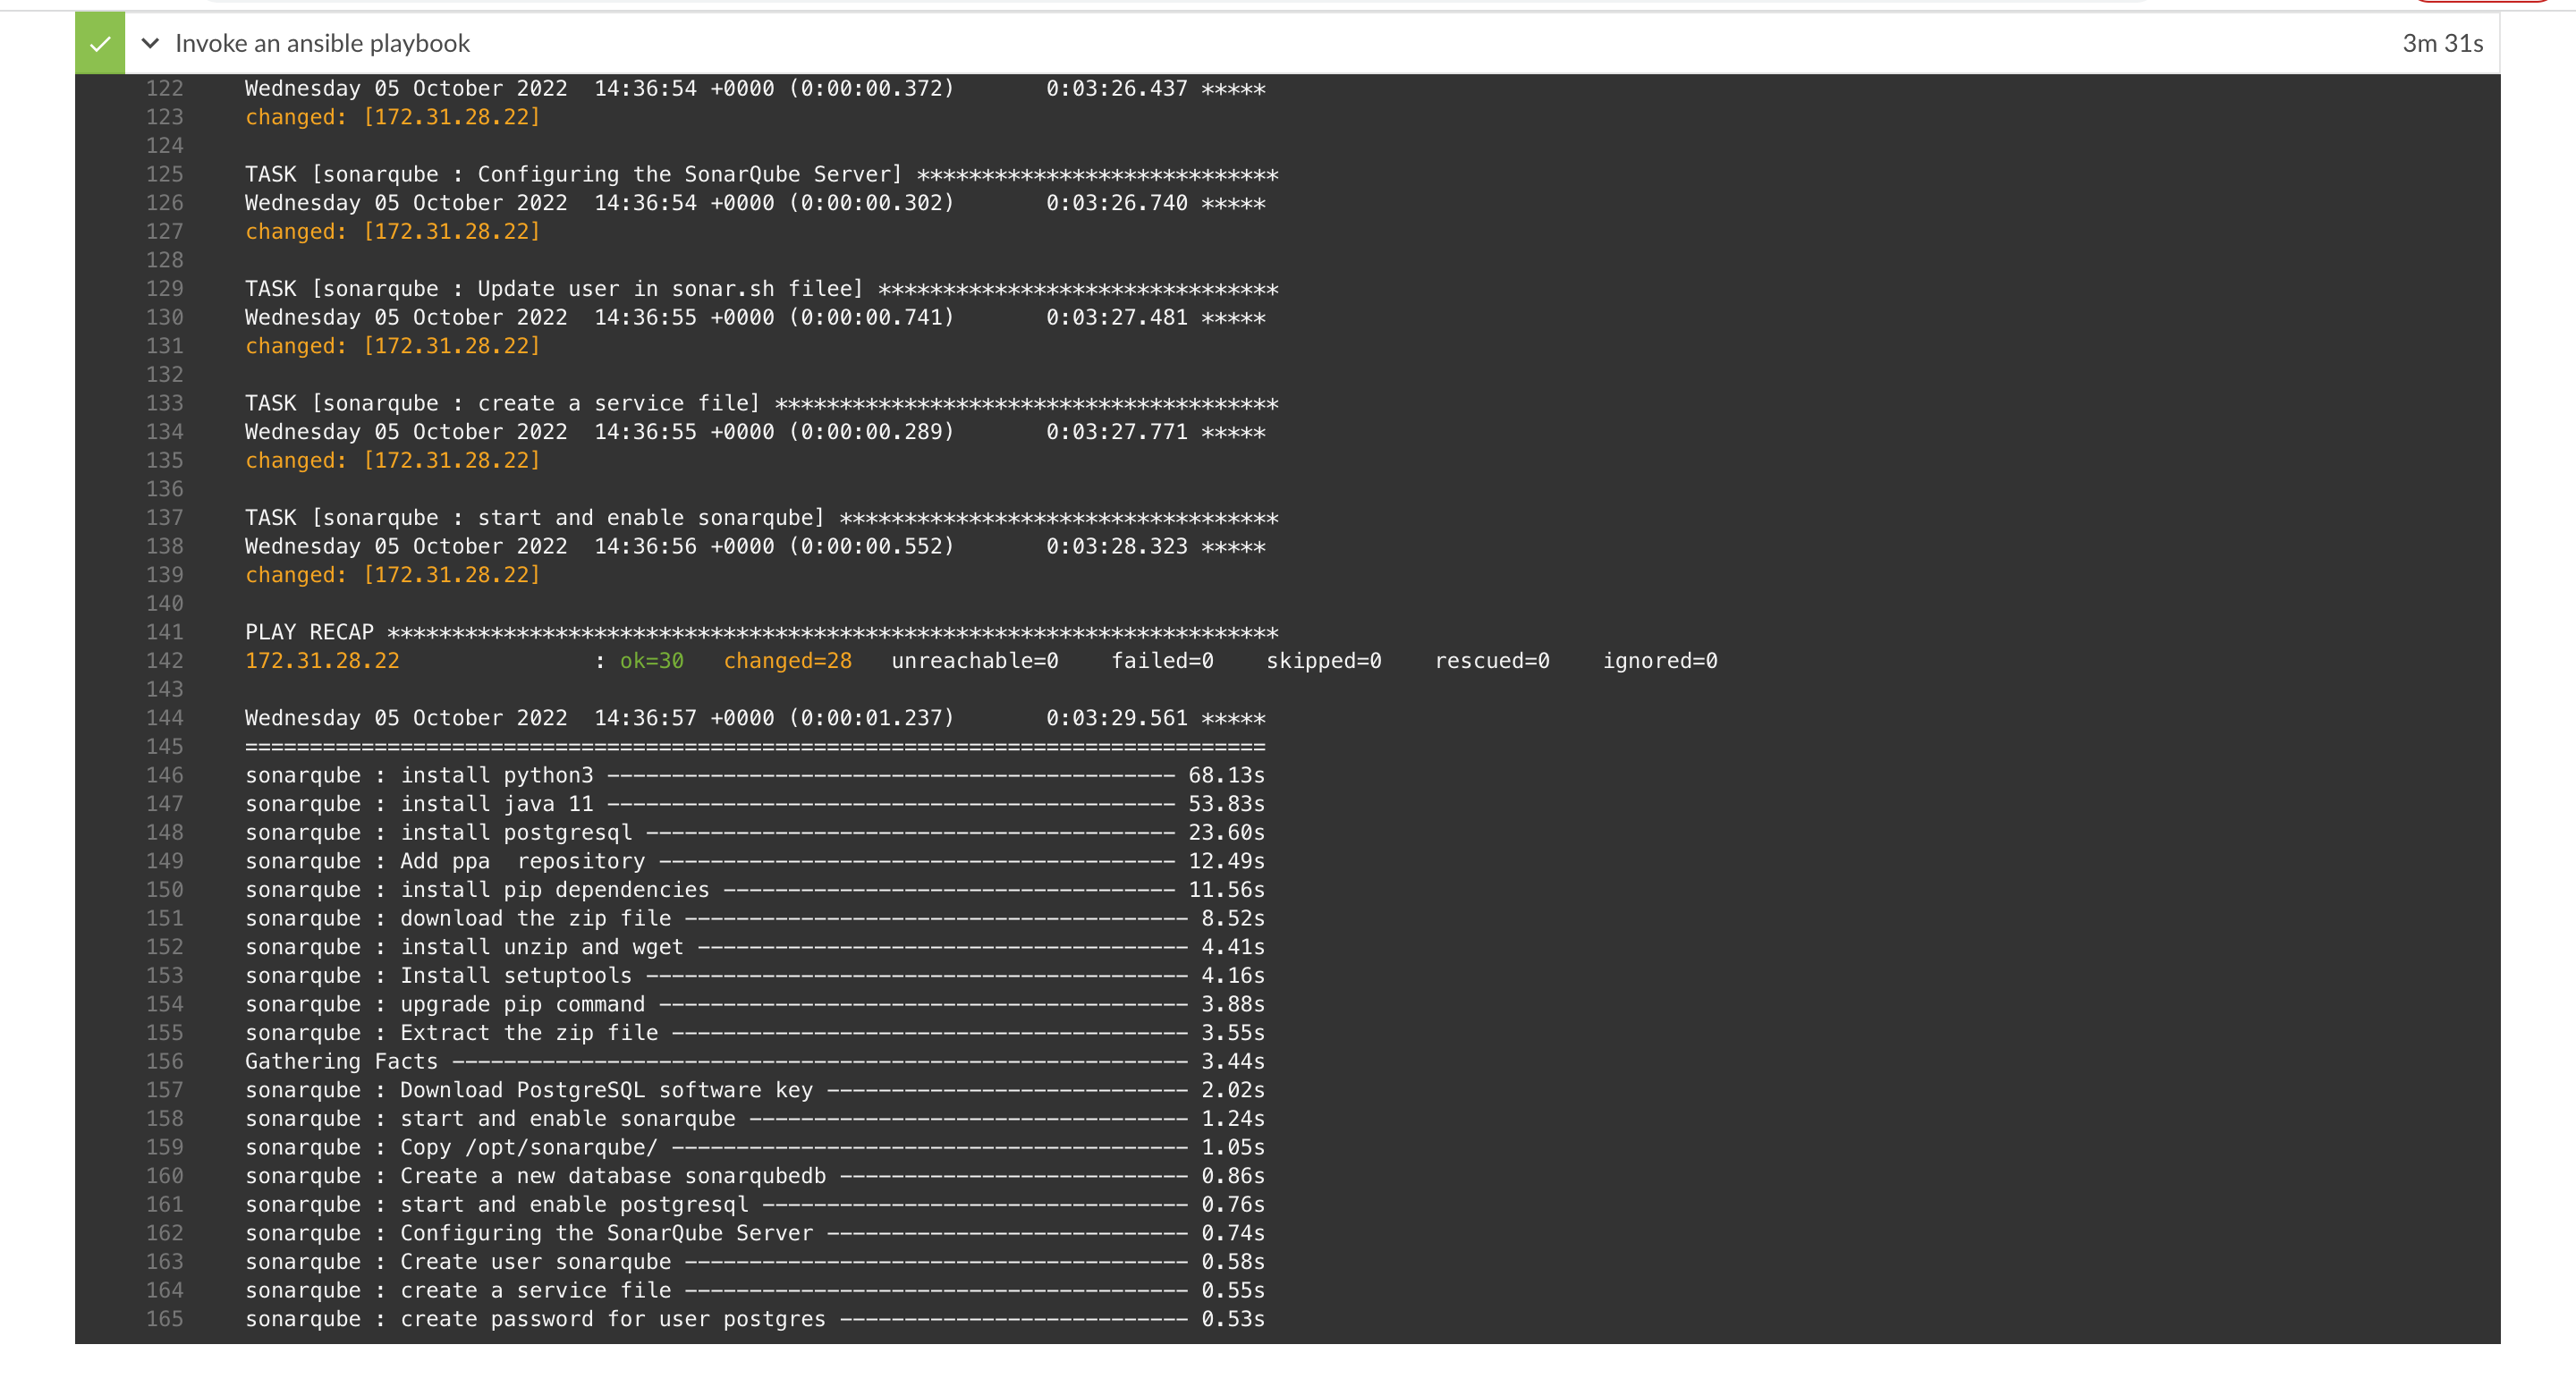 Invoke an ansible playbook 3m 31s
122 Wednesday 05 October 2022  14:36:54 +0000 (0:00:00.372)       0:03:26.437 *****
123 changed: [172.31.28.22]
124
125 TASK [sonarqube : Configuring the SonarQube Server] ****************************
126 Wednesday 05 October 2022  14:36:54 +0000 (0:00:00.302)       0:03:26.740 *****
127 changed: [172.31.28.22]
128
129 TASK [sonarqube : Update user in sonar.sh filee] *******************************
130 Wednesday 05 October 2022  14:36:55 +0000 (0:00:00.741)       0:03:27.481 *****
131 changed: [172.31.28.22]
132
133 TASK [sonarqube : create a service file] ***************************************
134 Wednesday 05 October 2022  14:36:55 +0000 (0:00:00.289)       0:03:27.771 *****
135 changed: [172.31.28.22]
136
137 TASK [sonarqube : start and enable sonarqube] **********************************
138 Wednesday 05 October 2022  14:36:56 +0000 (0:00:00.552)       0:03:28.323 *****
139 changed: [172.31.28.22]
140
141 PLAY RECAP *********************************************************************
142 172.31.28.22               : ok=30   changed=28   unreachable=0    failed=0    skipped=0    rescued=0    ignored=0
143
144 Wednesday 05 October 2022  14:36:57 +0000 (0:00:01.237)       0:03:29.561 *****
145 ===============================================================================
146 sonarqube : install python3 -------------------------------------------- 68.13s
147 sonarqube : install java 11 -------------------------------------------- 53.83s
148 sonarqube : install postgresql ----------------------------------------- 23.60s
149 sonarqube : Add ppa  repository ---------------------------------------- 12.49s
150 sonarqube : install pip dependencies ----------------------------------- 11.56s
151 sonarqube : download the zip file --------------------------------------- 8.52s
152 sonarqube : install unzip and wget -------------------------------------- 4.41s
153 sonarqube : Install setuptools ------------------------------------------ 4.16s
154 sonarqube : upgrade pip command ----------------------------------------- 3.88s
155 sonarqube : Extract the zip file ---------------------------------------- 3.55s
156 Gathering Facts --------------------------------------------------------- 3.44s
157 sonarqube : Download PostgreSQL software key ---------------------------- 2.02s
158 sonarqube : start and enable sonarqube ---------------------------------- 1.24s
159 sonarqube : Copy /opt/sonarqube/ ---------------------------------------- 1.05s
160 sonarqube : Create a new database sonarqubedb --------------------------- 0.86s
161 sonarqube : start and enable postgresql --------------------------------- 0.76s
162 sonarqube : Configuring the SonarQube Server ---------------------------- 0.74s
163 sonarqube : Create user sonarqube --------------------------------------- 0.58s
164 sonarqube : create a service file --------------------------------------- 0.55s
165 sonarqube : create password for user postgres --------------------------- 0.53s